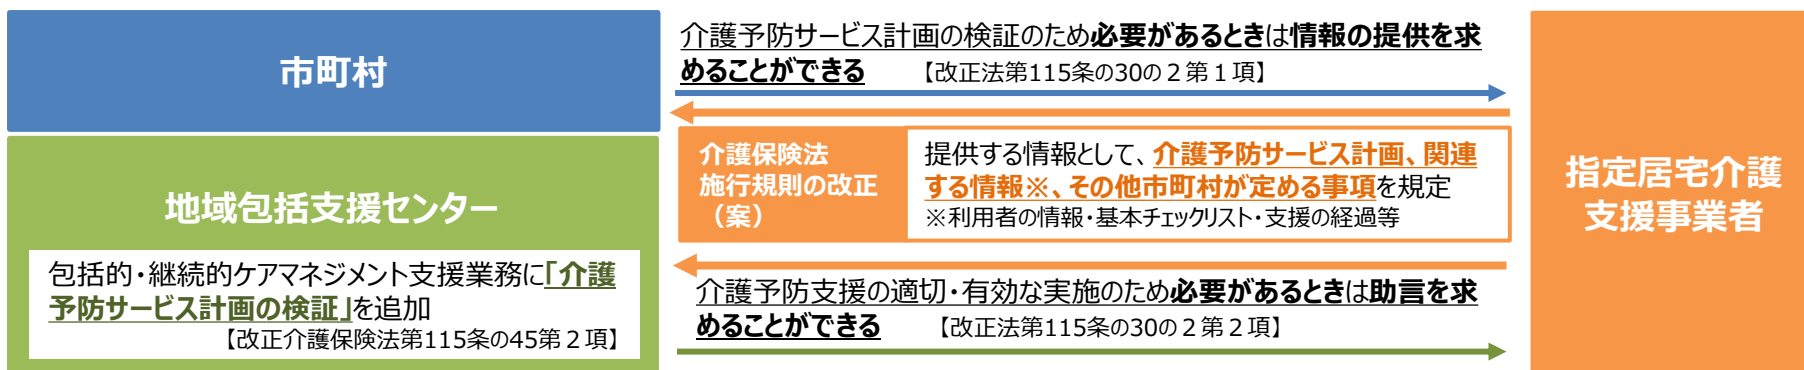 市町村
地域包括支援センター
包括的・継続的ケアマネジメント支援業務に「介護
予防サービス計画の検証」を追加
【改正介護保険法第115条の45第２項】
介護予防サービス計画の検証のため必要があるときは情報の提供を求
めることができる　【改正法第115条の30の２第１項】
介護保険法
施行規則の改正
（案）
提供する情報として、介護予防サービス計画、関連
する情報※、その他市町村が定める事項を規定
※利用者の情報・基本チェックリスト・支援の経過等
介護予防支援の適切・有効な実施のため必要があるときは助言を求
めることができる　【改正法第115条の30の２第２項】
指定居宅介護
支援事業者